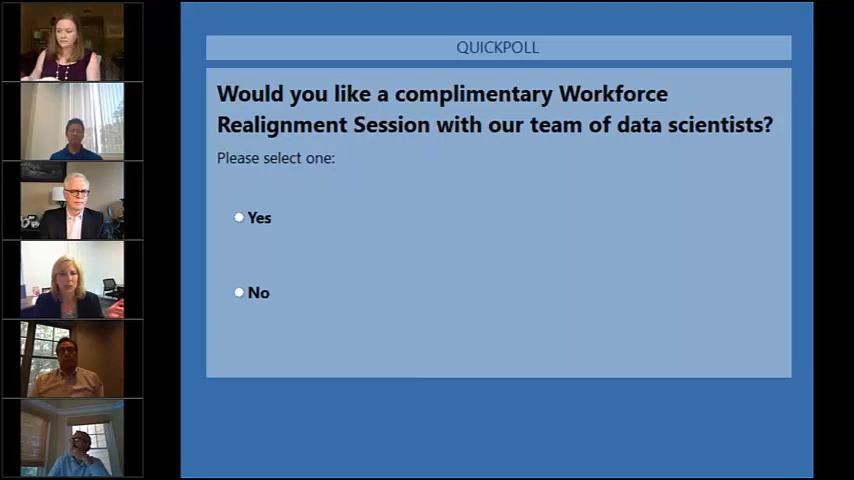 QUICKPOLL
Would you like a complimentary Workforce
Realignment Session with our team of data scientists?
Please select one:
Yes
No